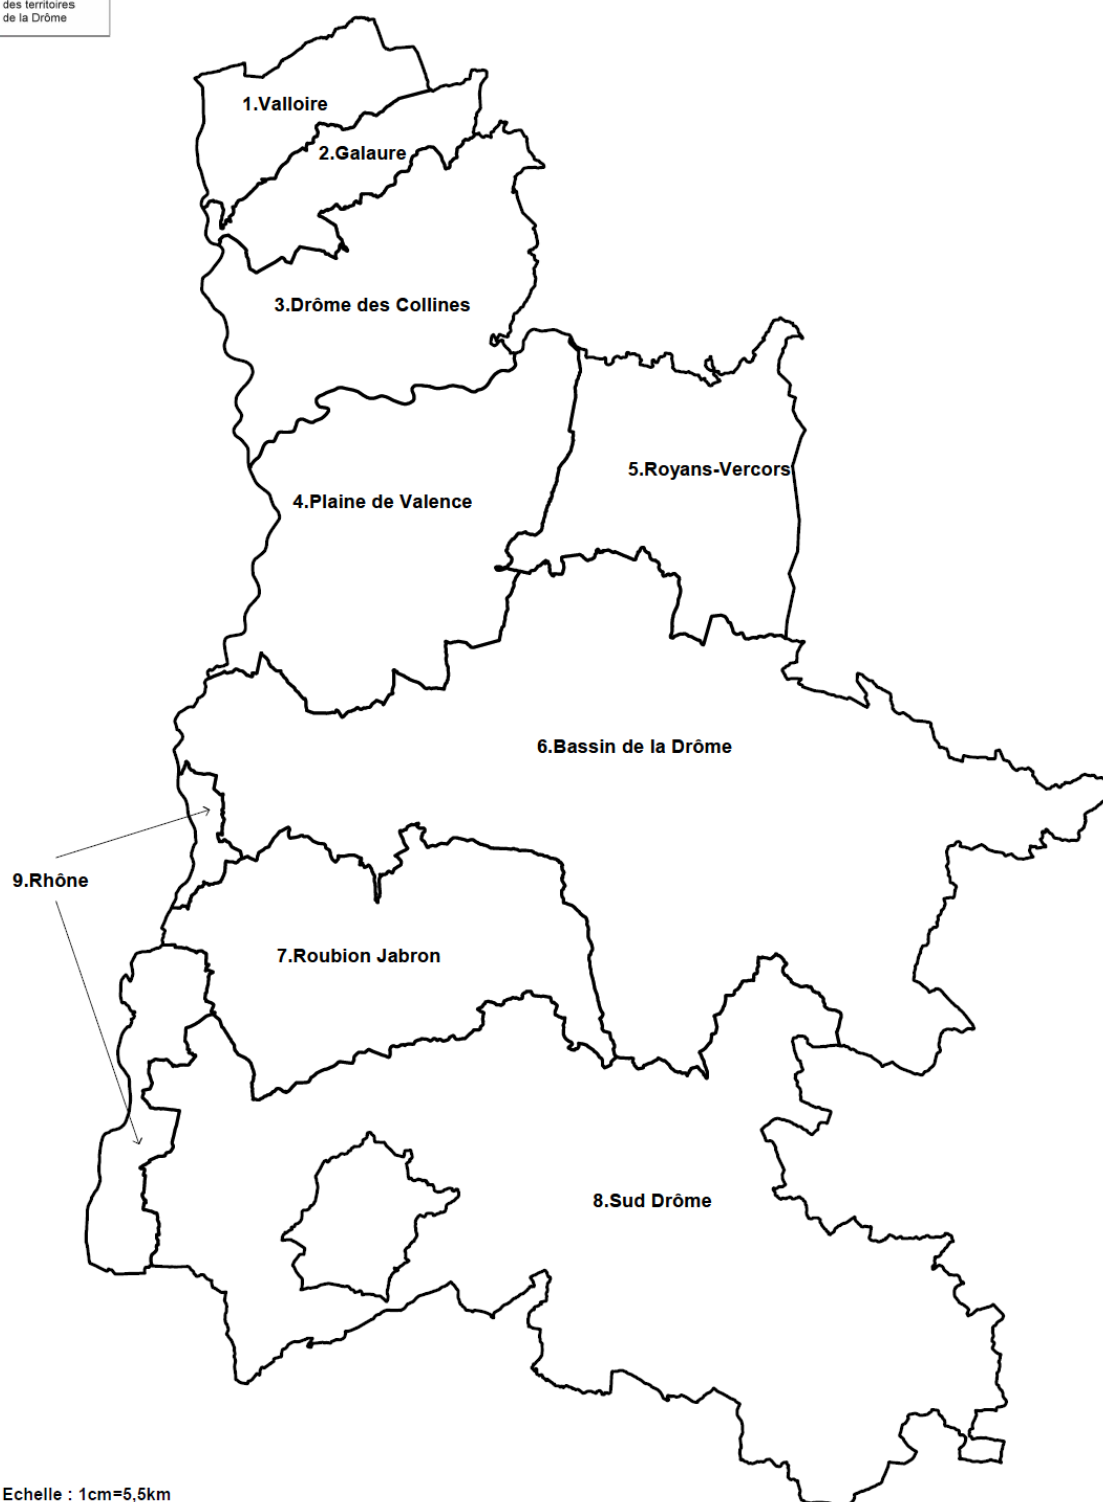 des territoires
de la Drôme
1.Valloire
2.Galaure
3.Drôme des Collines
5.Royans-Vercors
4.Plaine de Valence
6.Bassin de la Drôme
9.Rhône
7.Roubion Jabron
8.Sud Drôme
Echelle : 1cm=5,5km